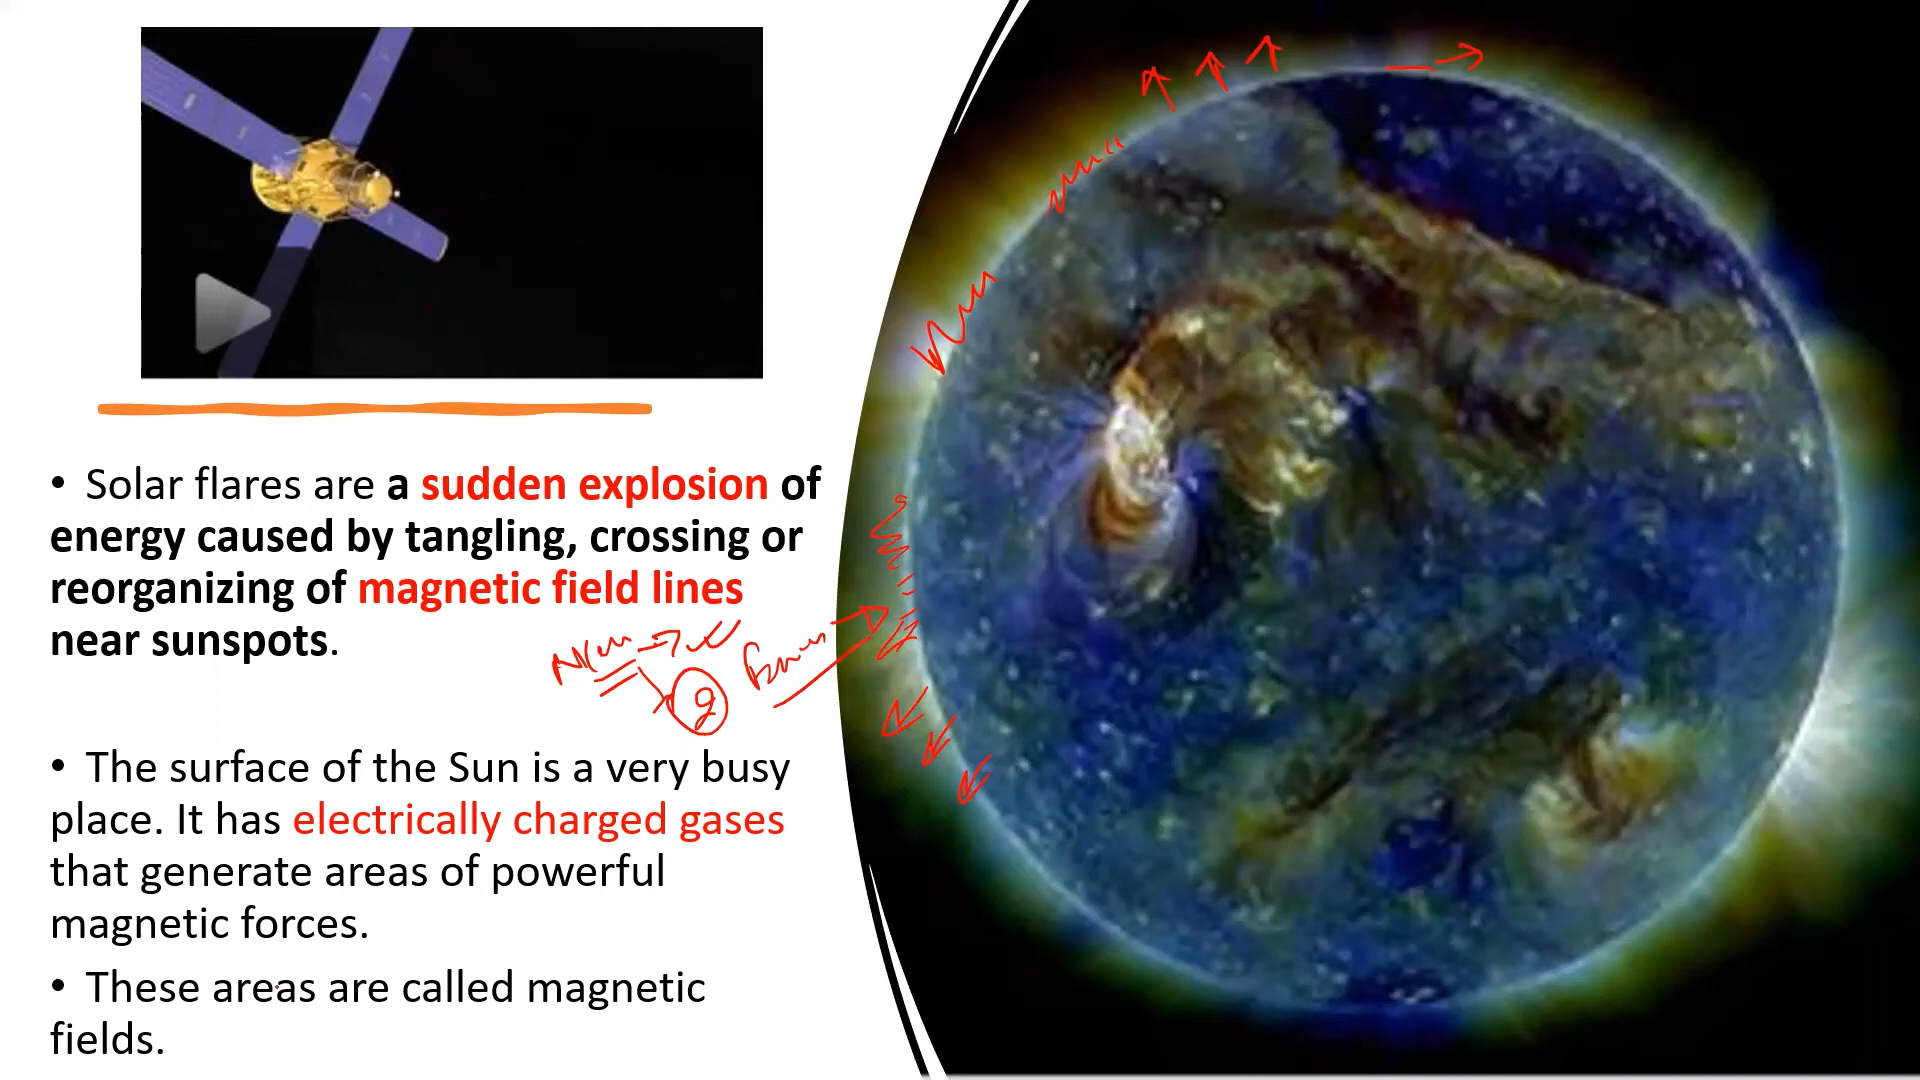 • Solar flares are a sudden explosion of
energy caused by tangling, crossing or
reorganizing of magnetic field lines
near sunspots.
• The surface of the Sun is a very busy
place. It has electrically charged gases
that generate areas of powerful
magnetic forces.
• These areas are called magnetic
fields.